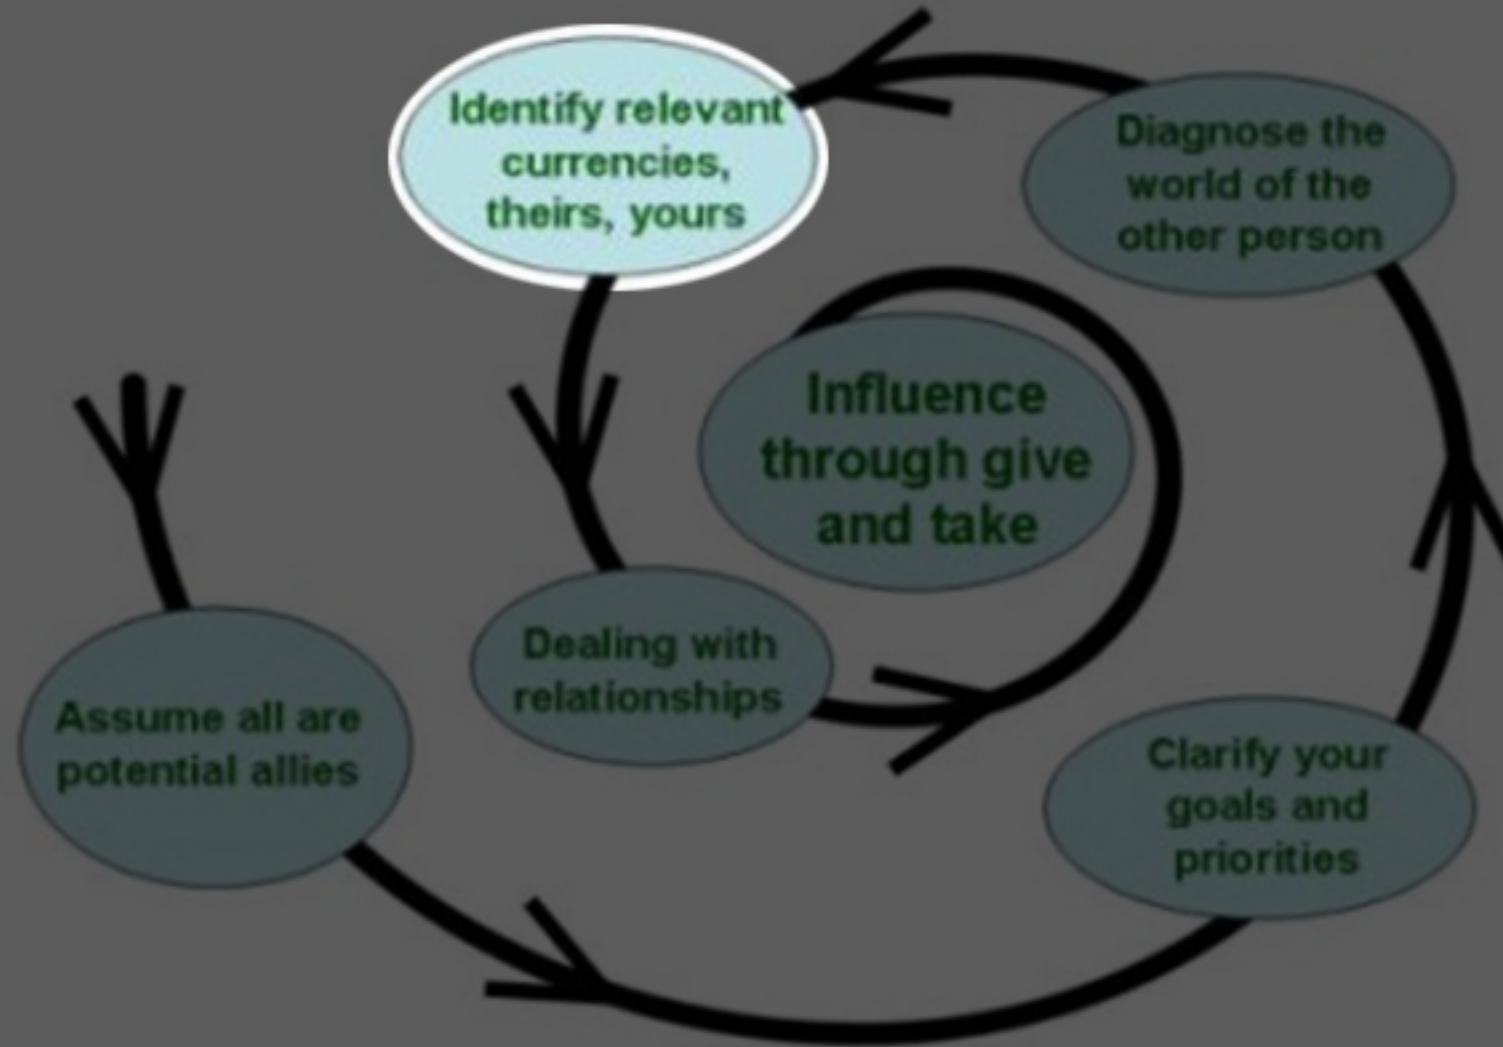 Identify relevant
currencies,
theirs, yours
Diagnose the
world of the
other person
Influence
through give
and take
Dealing with
relationships
Assume all are
potential allies
Clarify your
goals and
priorities